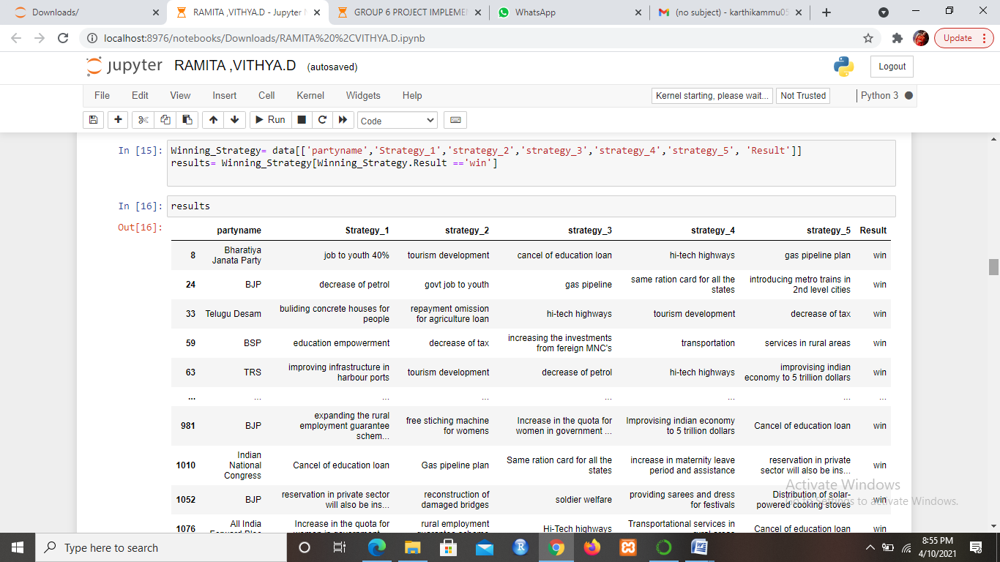 Downloads/
RAMITA ,VITHYA.D - Jupyter
GROUP 6 PROJECT IMPLEME
WhatsApp
(no subject) - karthikammu05
localhost:8976/notebooks/Downloads/RAMITA%20%2CVITHYA.D.ipynb
Update
jupyter RAMITA ,VITHYA.D (autosaved)
Logout
File Edit View Insert Cell Kernel Widgets Help
Kernel starting, please wait... Not Trusted Python 3
Run Code
In [15]: Winning_Strategy= data[['partyname','Strategy_1','strategy_2','strategy_3','strategy_4','strategy_5', 'Result']]
results= Winning_Strategy[Winning_Strategy.Result =='win']
In [16]: results
Out[16]:
partyname Strategy_1 strategy_2 strategy_3 strategy_4 strategy_5 Result
8 Bharatiya Janata Party job to youth 40% tourism development cancel of education loan hi-tech highways gas pipeline plan win
24 BJP decrease of petrol govt job to youth gas pipeline same ration card for all the states introducing metro trains in 2nd level cities win
33 Telugu Desam buliding concrete houses for people repayment omission for agriculture loan hi-tech highways tourism development decrease of tax win
59 BSP education empowerment decrease of tax increasing the investments from fereign MNC's transportation services in rural areas win
63 TRS improving infrastructure in harbour ports tourism development decrease of petrol hi-tech highways improvising indian economy to 5 trillion dollars win
... ... ... ... ... ... ... ...
981 BJP expanding the rural employment guarantee schem... free stiching machine for womens Increase in the quota for women in government ... Improvising indian economy to 5 trillion dollars Cancel of education loan win
1010 Indian National Congress Cancel of education loan Gas pipeline plan Same ration card for all the states increase in maternity leave period and assistance reservation in private sector will also be ins... win
1052 BJP reservation in private sector will also be ins... reconstruction of damaged bridges soldier welfare providing sarees and dress for festivals Distribution of solar-powered cooking stoves win
1076 All India Increase in the quota for rural employment Hi-Tech highways Transportational services in Cancel of education loan win
Activate Windows
Go to Settings to activate Windows.
Type here to search
8:55 PM
4/10/2021